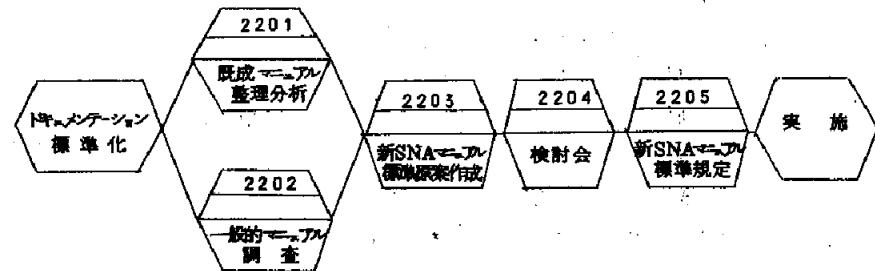 ドキュメンテーション
標準化
2201
既成マニュアル
整理分析
2202
一般的マニュアル
調査
2203
新SNAマニュアル
標準原案作成
2204
検討会
2205
新SNAマニュアル
標準規定
実施